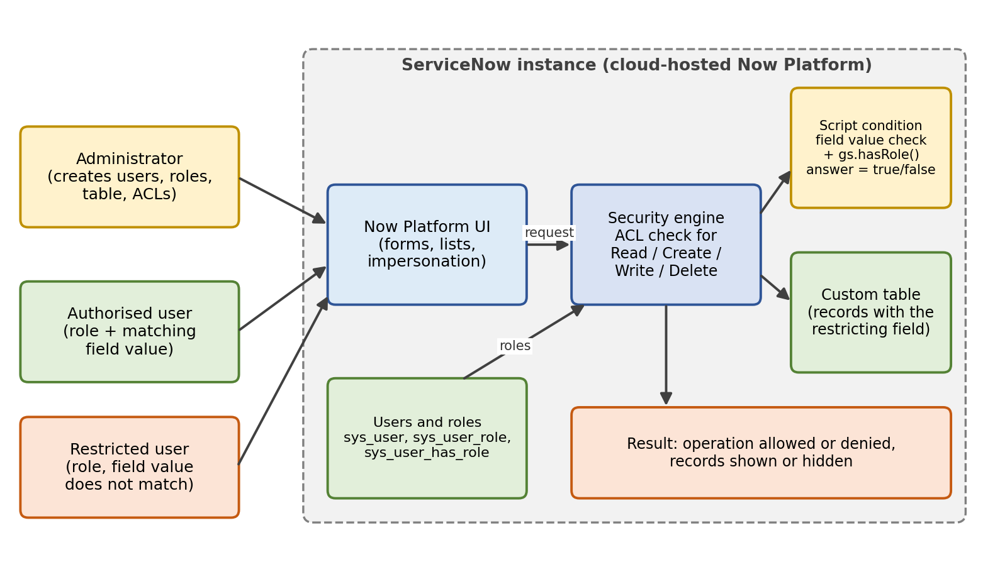 ServiceNow instance (cloud-hosted Now Platform)
Administrator
(creates users, roles,
table, ACLs)
Authorised user
(role + matching
field value)
Restricted user
(role, field value
does not match)
Now Platform UI
(forms, lists,
impersonation)
request
Security engine
ACL check for
Read / Create /
Write / Delete
Script condition
field value check
+ gs.hasRole()
answer = true/false
Custom table
(records with the
restricting field)
roles
Users and roles
sys_user, sys_user_role,
sys_user_has_role
Result: operation allowed or denied,
records shown or hidden